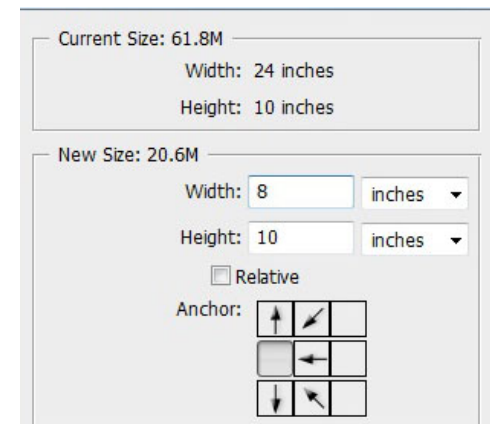 Current Size: 61.8M
Width: 24 inches
Height: 10 inches
New Size: 20.6M
Width: 8 inches
Height: 10 inches
Relative
Anchor: